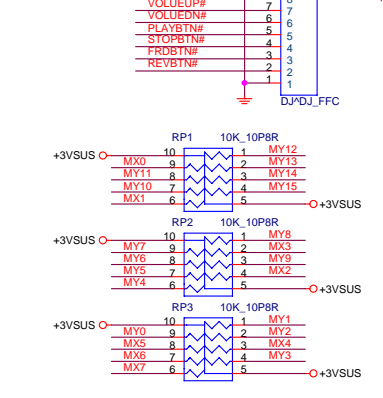 VOLUEUP# 7 7
VOLUEDN# 6 6
PLAYBTN# 5 5
STOPBTN# 4 4
FRDBTN# 3 3
REVBTN# 2 2
1 1
DJ^DJ_FFC
RP1 10K_10P8R
+3VSUS 10 1 MY12
MX0 9 2 MY13
MY11 8 3 MY14
MY10 7 4 MY15
MX1 6 5 +3VSUS
RP2 10K_10P8R
+3VSUS 10 1 MY8
MY7 9 2 MX3
MY6 8 3 MY9
MY5 7 4 MX2
MY4 6 5 +3VSUS
RP3 10K_10P8R
+3VSUS 10 1 MY1
MY0 9 2 MY2
MX5 8 3 MX4
MX6 7 4 MY3
MX7 6 5 +3VSUS